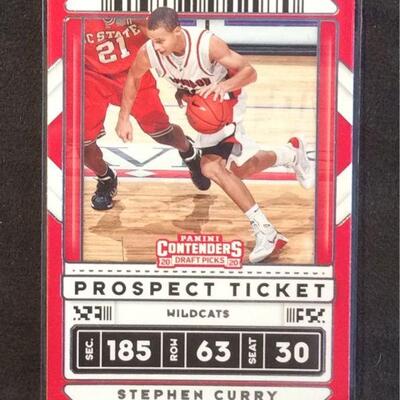 C STATE
21
PANINI
CONTENDERS
20 DRAFT PICKS 20
PROSPECT TICKET
WILDCATS
SEC. 185 ROW 63 SEAT 30
STEPHEN CURRY